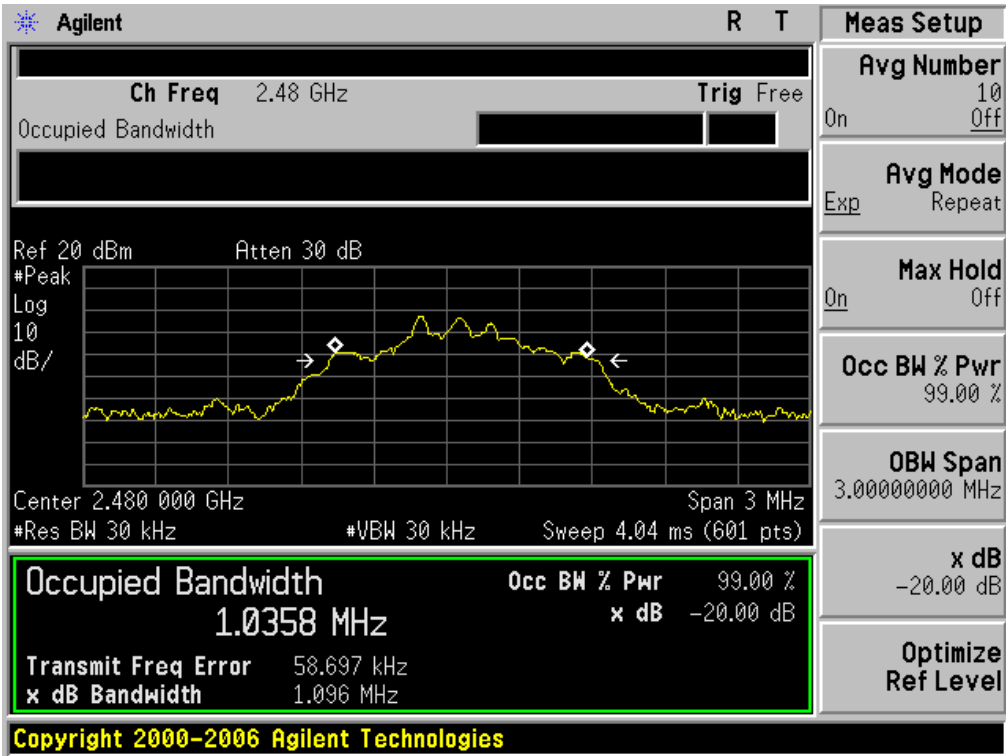 Agilent R T
Ch Freq 2.48 GHz Trig Free
Occupied Bandwidth
Ref 20 dBm Atten 30 dB
#Peak
Log
10
dB/
Center 2.480 000 GHz Span 3 MHz
#Res BW 30 kHz #VBW 30 kHz Sweep 4.04 ms (601 pts)
Occupied Bandwidth Occ BW % Pwr 99.00 %
1.0358 MHz x dB -20.00 dB
Transmit Freq Error 58.697 kHz
x dB Bandwidth 1.096 MHz
Copyright 2000-2006 Agilent Technologies
Meas Setup
Avg Number
10
On Off
Avg Mode
Exp Repeat
Max Hold
On Off
Occ BW % Pwr
99.00 %
OBW Span
3.00000000 MHz
x dB
-20.00 dB
Optimize
Ref Level